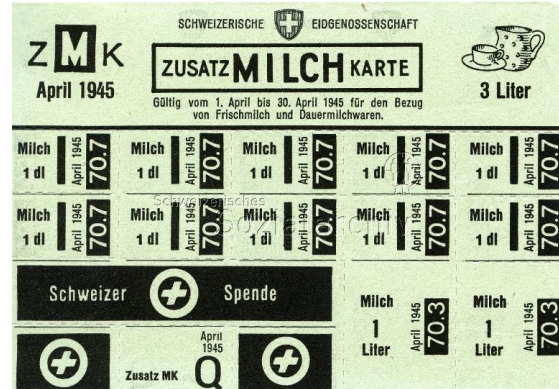 SCHWEIZERISCHE EIDGENOSSENSCHAFT
ZMK
April 1945
ZUSATZ MILCH KARTE
3 Liter
Gültig vom 1. April bis 30. April 1945 für den Bezug
von Frischmilch und Dauermilchwaren.
Milch 1 dl April 1945 70.7
Milch 1 dl April 1945 70.7
Milch 1 dl April 1945 70.7
Milch 1 dl April 1945 70.7
Milch 1 dl April 1945 70.7
Schweizerisches
Sozialarchiv
Milch 1 dl April 1945 70.7
Milch 1 dl April 1945 70.7
Milch 1 dl April 1945 70.7
Milch 1 dl April 1945 70.7
Milch 1 dl April 1945 70.7
Schweizer Spende
Milch 1 Liter April 1945 70.3
Milch 1 Liter April 1945 70.3
Zusatz MK April 1945 Q